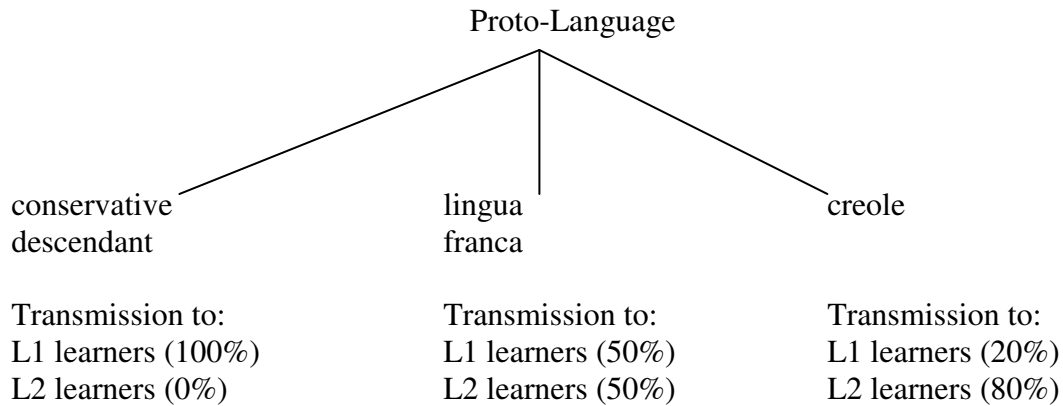 Proto-Language
conservative
descendant
lingua
franca
creole
Transmission to:
L1 learners (100%)
L2 learners (0%)
Transmission to:
L1 learners (50%)
L2 learners (50%)
Transmission to:
L1 learners (20%)
L2 learners (80%)